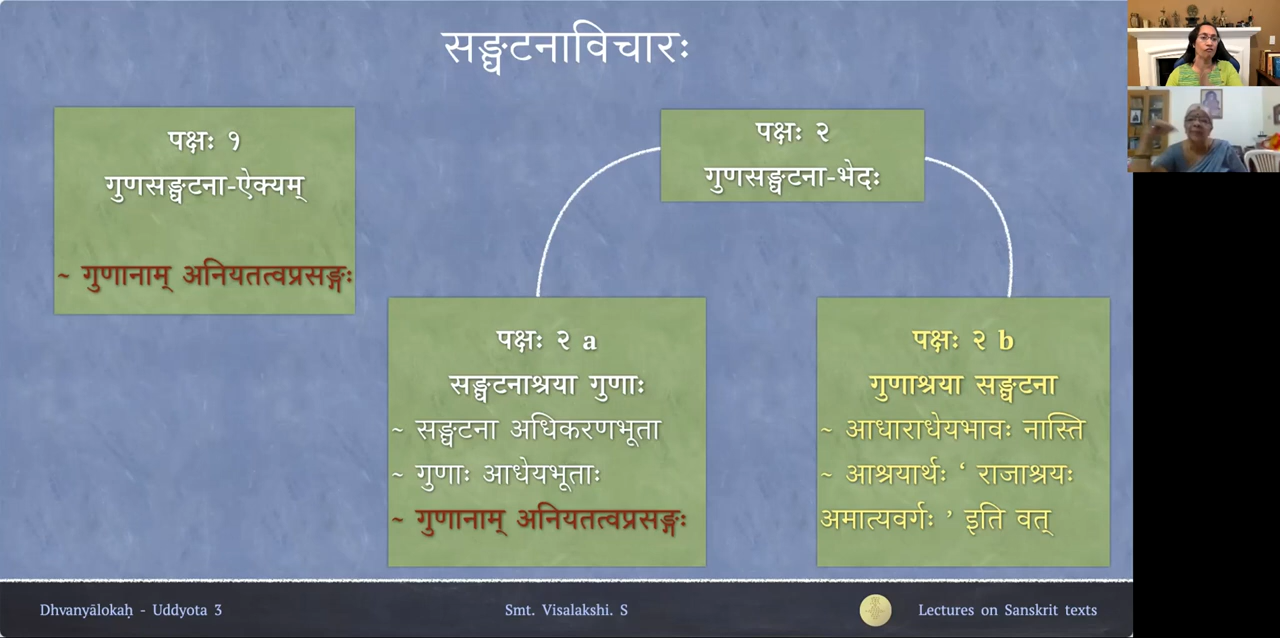 सङ्घटनाविचारः
पक्षः १
गुणसङ्घटना-ऐक्यम्
~ गुणानाम् अनियतत्वप्रसङ्गः
पक्षः २
गुणसङ्घटना-भेदः
पक्षः २ a
सङ्घटनाश्रया गुणाः
~ सङ्घटना अधिकरणभूता
~ गुणाः आधेयभूताः
~ गुणानाम् अनियतत्वप्रसङ्गः
पक्षः २ b
गुणाश्रया सङ्घटना
~ आधाराधेयभावः नास्ति
~ आश्रयार्थः ‘ राजाश्रयः
अमात्यवर्गः ’ इति वत्
Dhvanyālokaḥ - Uddyota 3
Smt. Visalakshi. S
Lectures on Sanskrit texts